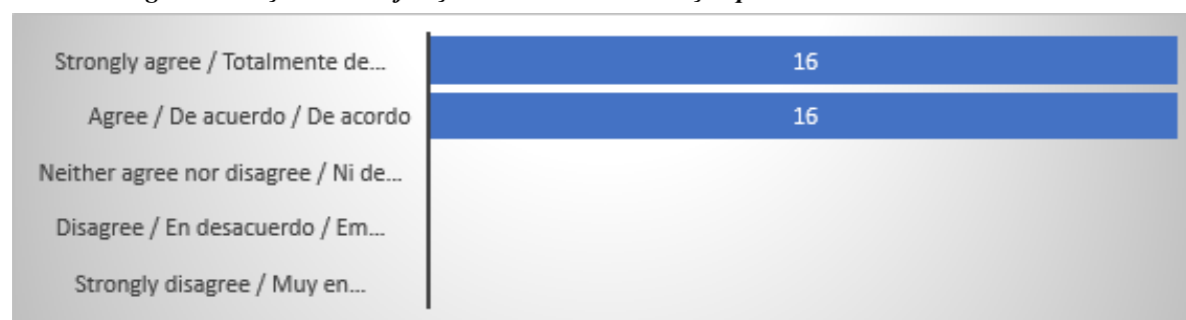 Strongly agree / Totalmente de... 16
Agree / De acuerdo / De acordo 16
Neither agree nor disagree / Ni de...
Disagree / En desacuerdo / Em...
Strongly disagree / Muy en...